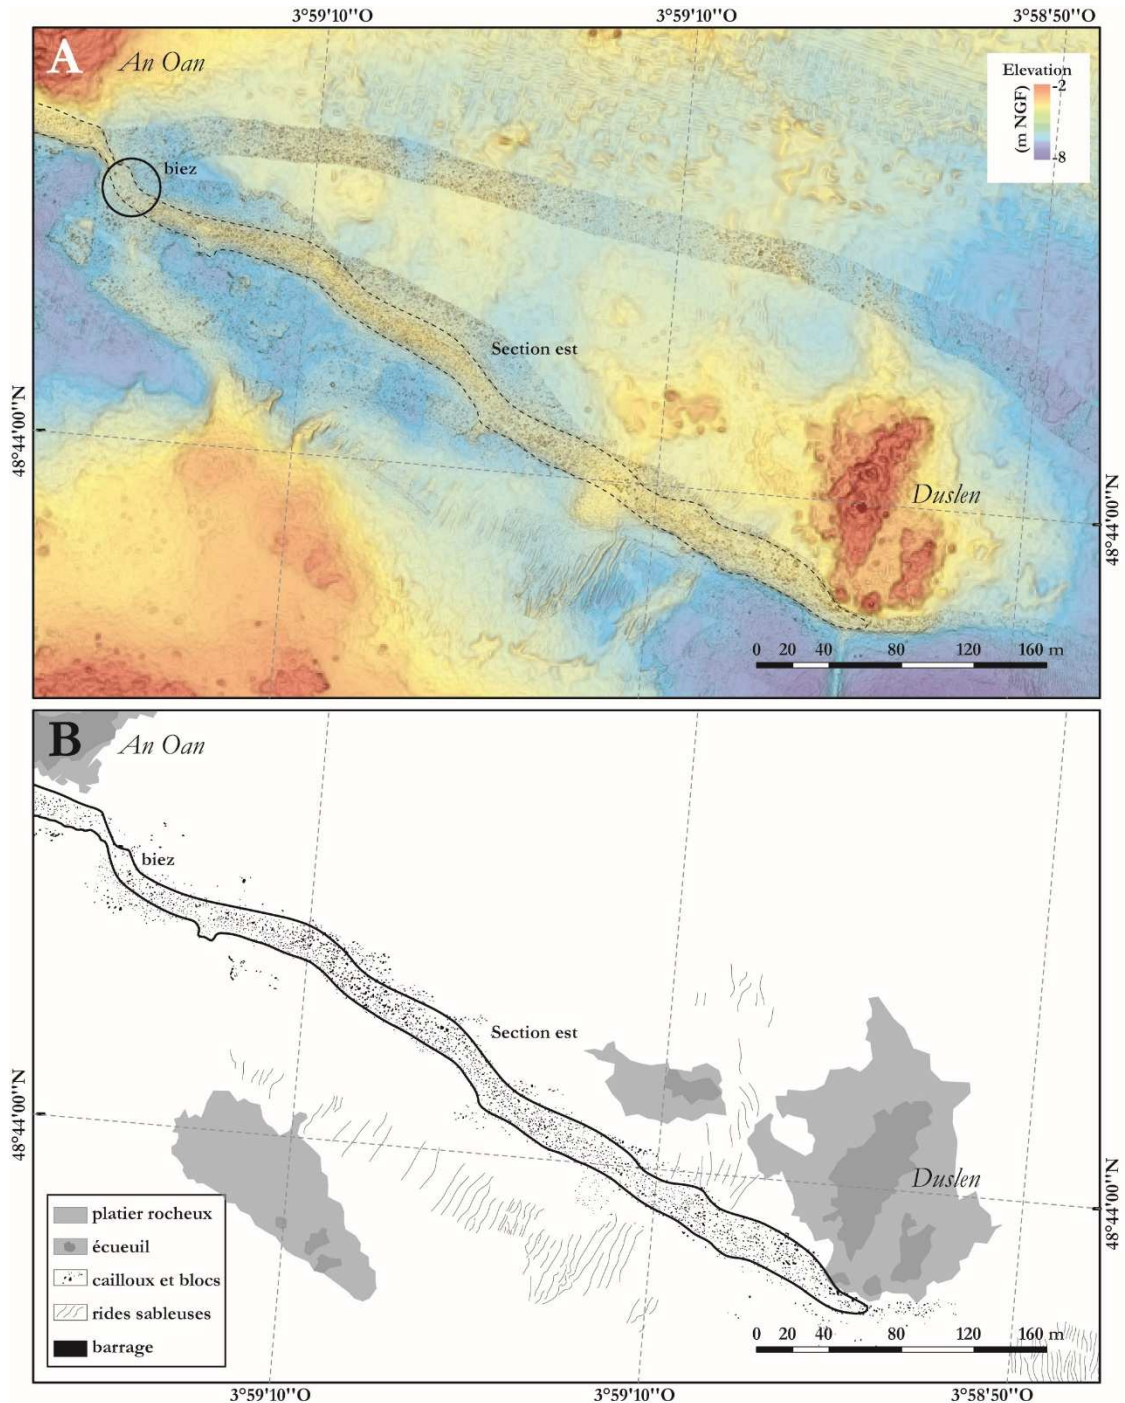 3°59'10''O 3°59'10''O 3°58'50''O
A An Oan
Elevation
(m NGF)
-2
-8
biez
Section est
48°44'00''N
Duslen
48°44'00''N
0 20 40 80 120 160 m
B An Oan
biez
Section est
48°44'00''N
Duslen
48°44'00''N
platier rocheux
écueuil
cailloux et blocs
rides sableuses
barrage
0 20 40 80 120 160 m
3°59'10''O 3°59'10''O 3°58'50''O